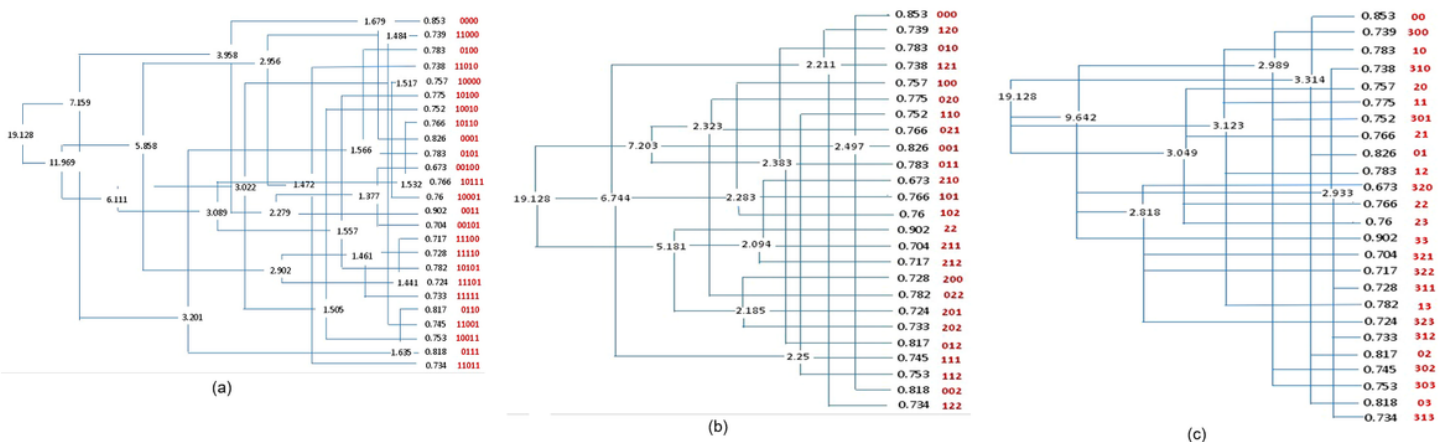 1.679 0.853 0000
1.484 0.739 11000
0.783 0100
3.958 2.956 0.738 11010
1.517 0.757 10000
7.159 0.775 10100
0.752 10010
19.128 0.766 10110
5.858 0.826 0001
1.566 0.783 0101
11.969 0.673 00100
3.022 1.472 1.532 0.766 10111
6.111 1.377 0.76 10001
3.089 2.279 0.902 0011
0.704 00101
1.557 0.717 11100
1.461 0.728 11110
2.902 0.782 10101
1.441 0.724 11101
0.733 11111
3.201 1.505 0.817 0110
0.745 11001
0.753 10011
1.635 0.818 0111
0.734 11011
(a)
0.853 000
0.739 120
0.783 010
2.211 0.738 121
0.757 100
0.775 020
0.752 110
2.323 0.766 021
7.203 2.497 0.826 001
2.383 0.783 011
0.673 210
19.128 6.744 2.283 0.766 101
0.76 102
0.902 22
5.181 2.094 0.704 211
0.717 212
0.728 200
0.782 022
2.185 0.724 201
0.733 202
0.817 012
2.25 0.745 111
0.753 112
0.818 002
0.734 122
(b)
0.853 00
0.739 300
0.783 10
2.989 0.738 310
3.314 0.757 20
19.128 0.775 11
9.642 0.752 301
3.123 0.766 21
3.049 0.826 01
0.783 12
2.933 0.673 320
0.766 22
2.818 0.76 23
0.902 33
0.704 321
0.717 322
0.728 311
0.782 13
0.724 323
0.733 312
0.817 02
0.745 302
0.753 303
0.818 03
0.734 313
(c)